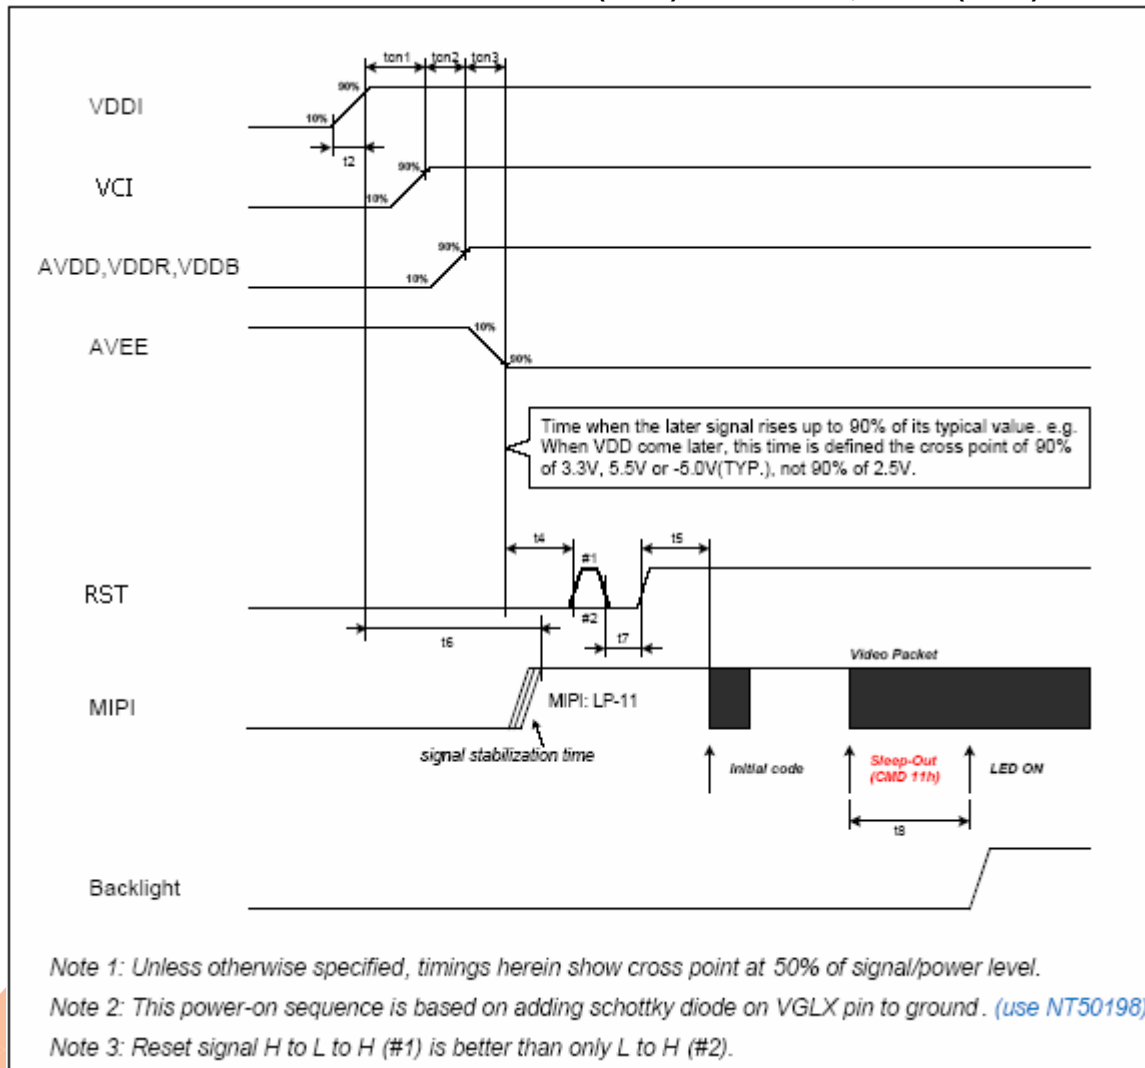 ton1 ton2 ton3
VDDI
90%
10%
t2
VCI
90%
10%
AVDD,VDDR,VDDB
90%
10%
AVEE
10%
90%
Time when the later signal rises up to 90% of its typical value. e.g.
When VDD come later, this time is defined the cross point of 90%
of 3.3V, 5.5V or -5.0V(TYP.), not 90% of 2.5V.
t4
t5
#1
RST
#2
t6
t7
Video Packet
MIPI
MIPI: LP-11
signal stabilization time
Initial code
Sleep-Out
(CMD 11h)
LED ON
t8
Backlight
Note 1: Unless otherwise specified, timings herein show cross point at 50% of signal/power level.
Note 2: This power-on sequence is based on adding schottky diode on VGLX pin to ground. (use NT50198)
Note 3: Reset signal H to L to H (#1) is better than only L to H (#2).